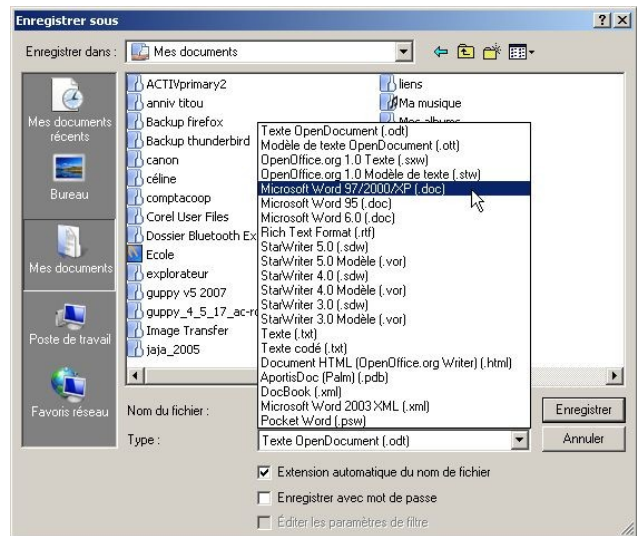 Enregistrer sous
Enregistrer dans :
Mes documents
Mes documents récents
Bureau
Mes documents
Poste de travail
Favoris réseau
ACTIVprimary2
anniv titou
Backup firefox
Backup thunderbird
canon
céline
comptacoop
Corel User Files
Dossier Bluetooth Ex
Ecole
explorateur
guppy v5 2007
guppy_4_5_17_ac-ro
Image Transfer
jaja_2005
liens
Ma musique
Mes albums
Texte OpenDocument (.odt)
Modèle de texte OpenDocument (.ott)
OpenOffice.org 1.0 Texte (.sxw)
OpenOffice.org 1.0 Modèle de texte (.stw)
Microsoft Word 97/2000/XP (.doc)
Microsoft Word 95 (.doc)
Microsoft Word 6.0 (.doc)
Rich Text Format (.rtf)
StarWriter 5.0 (.sdw)
StarWriter 5.0 Modèle (.vor)
StarWriter 4.0 (.sdw)
StarWriter 4.0 Modèle (.vor)
StarWriter 3.0 (.sdw)
StarWriter 3.0 Modèle (.vor)
Texte (.txt)
Texte codé (.txt)
Document HTML (OpenOffice.org Writer) (.html)
AportisDoc (Palm) (.pdb)
DocBook (.xml)
Microsoft Word 2003 XML (.xml)
Pocket Word (.psw)
Nom du fichier :
Enregistrer
Type :
Texte OpenDocument (.odt)
Annuler
Extension automatique du nom de fichier
Enregistrer avec mot de passe
Éditer les paramètres de filtre